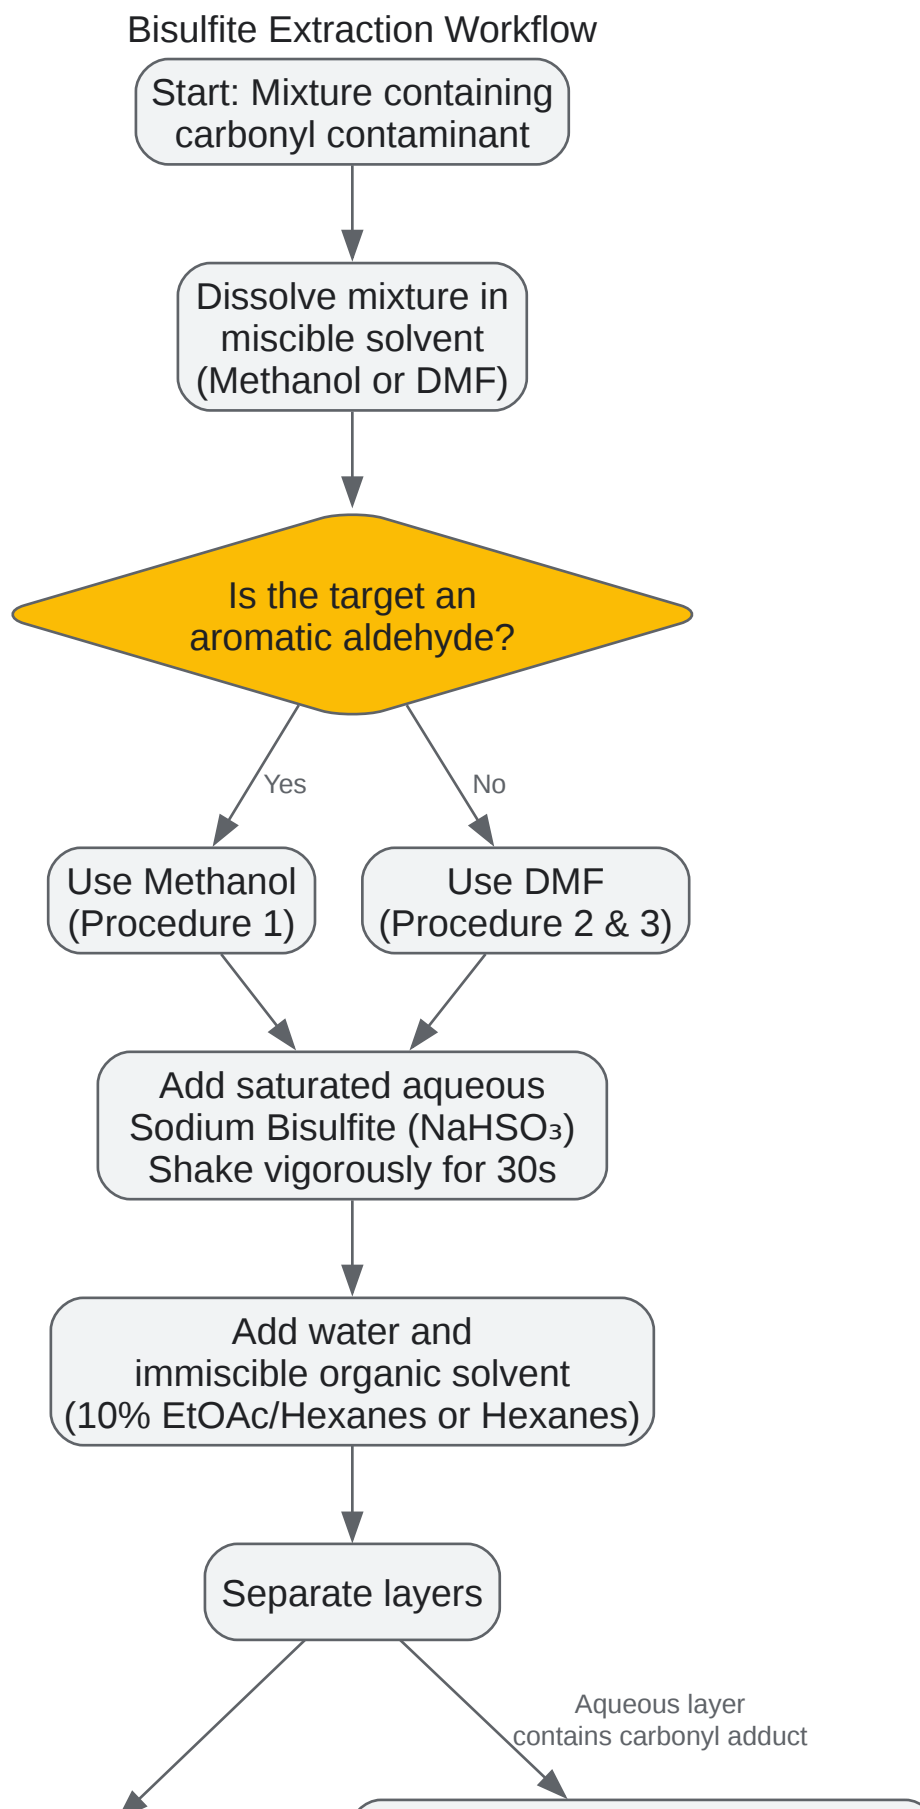 Bisulfite Extraction Workflow
Start: Mixture containing
carbonyl contaminant
Dissolve mixture in
miscible solvent
(Methanol or DMF)
Is the target an
aromatic aldehyde?
Yes
No
Use Methanol
(Procedure 1)
Use DMF
(Procedure 2 & 3)
Add saturated aqueous
Sodium Bisulfite (NaHSO₃)
Shake vigorously for 30s
Add water and
immiscible organic solvent
(10% EtOAc/Hexanes or Hexanes)
Separate layers
Aqueous layer
contains carbonyl adduct